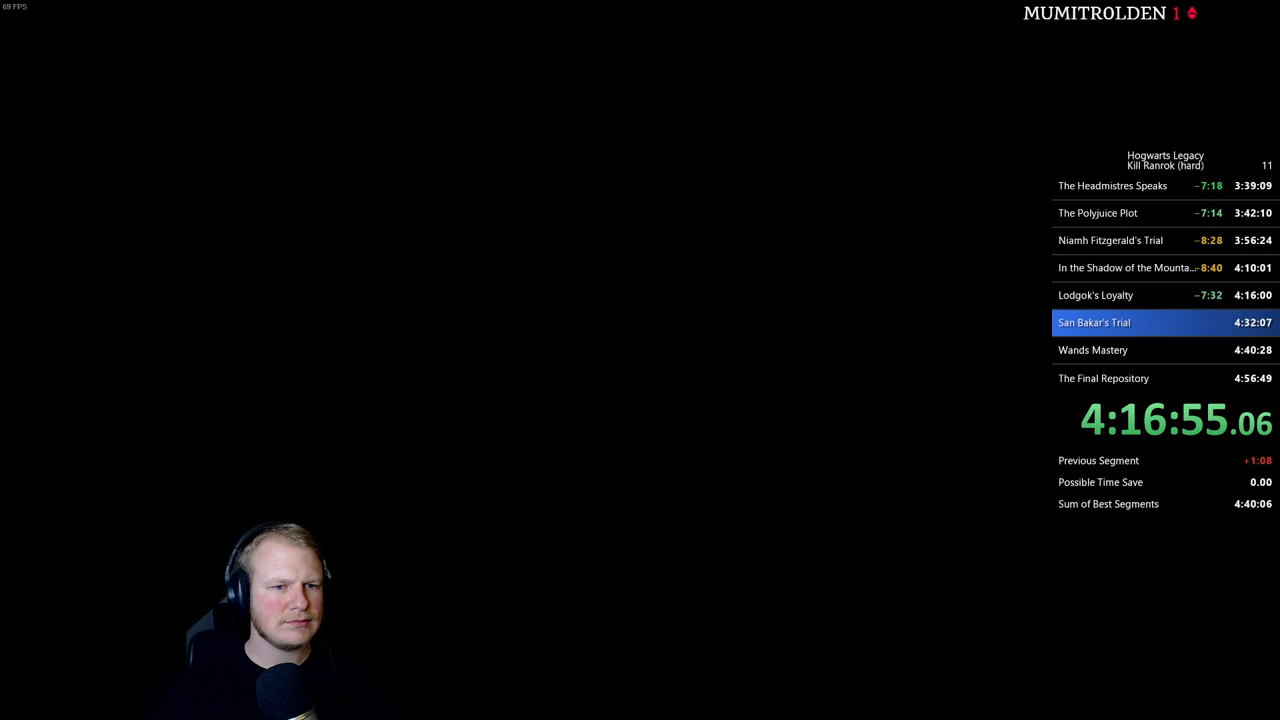 69 FPS
MUMITR0LDEN 1
Hogwarts Legacy
Kill Ranrok (hard) 11
The Headmistres Speaks −7:18 3:39:09
The Polyjuice Plot −7:14 3:42:10
Niamh Fitzgerald's Trial −8:28 3:56:24
In the Shadow of the Mounta... −8:40 4:10:01
Lodgok's Loyalty −7:32 4:16:00
San Bakar's Trial 4:32:07
Wands Mastery 4:40:28
The Final Repository 4:56:49
4:16:55.06
Previous Segment +1:08
Possible Time Save 0.00
Sum of Best Segments 4:40:06